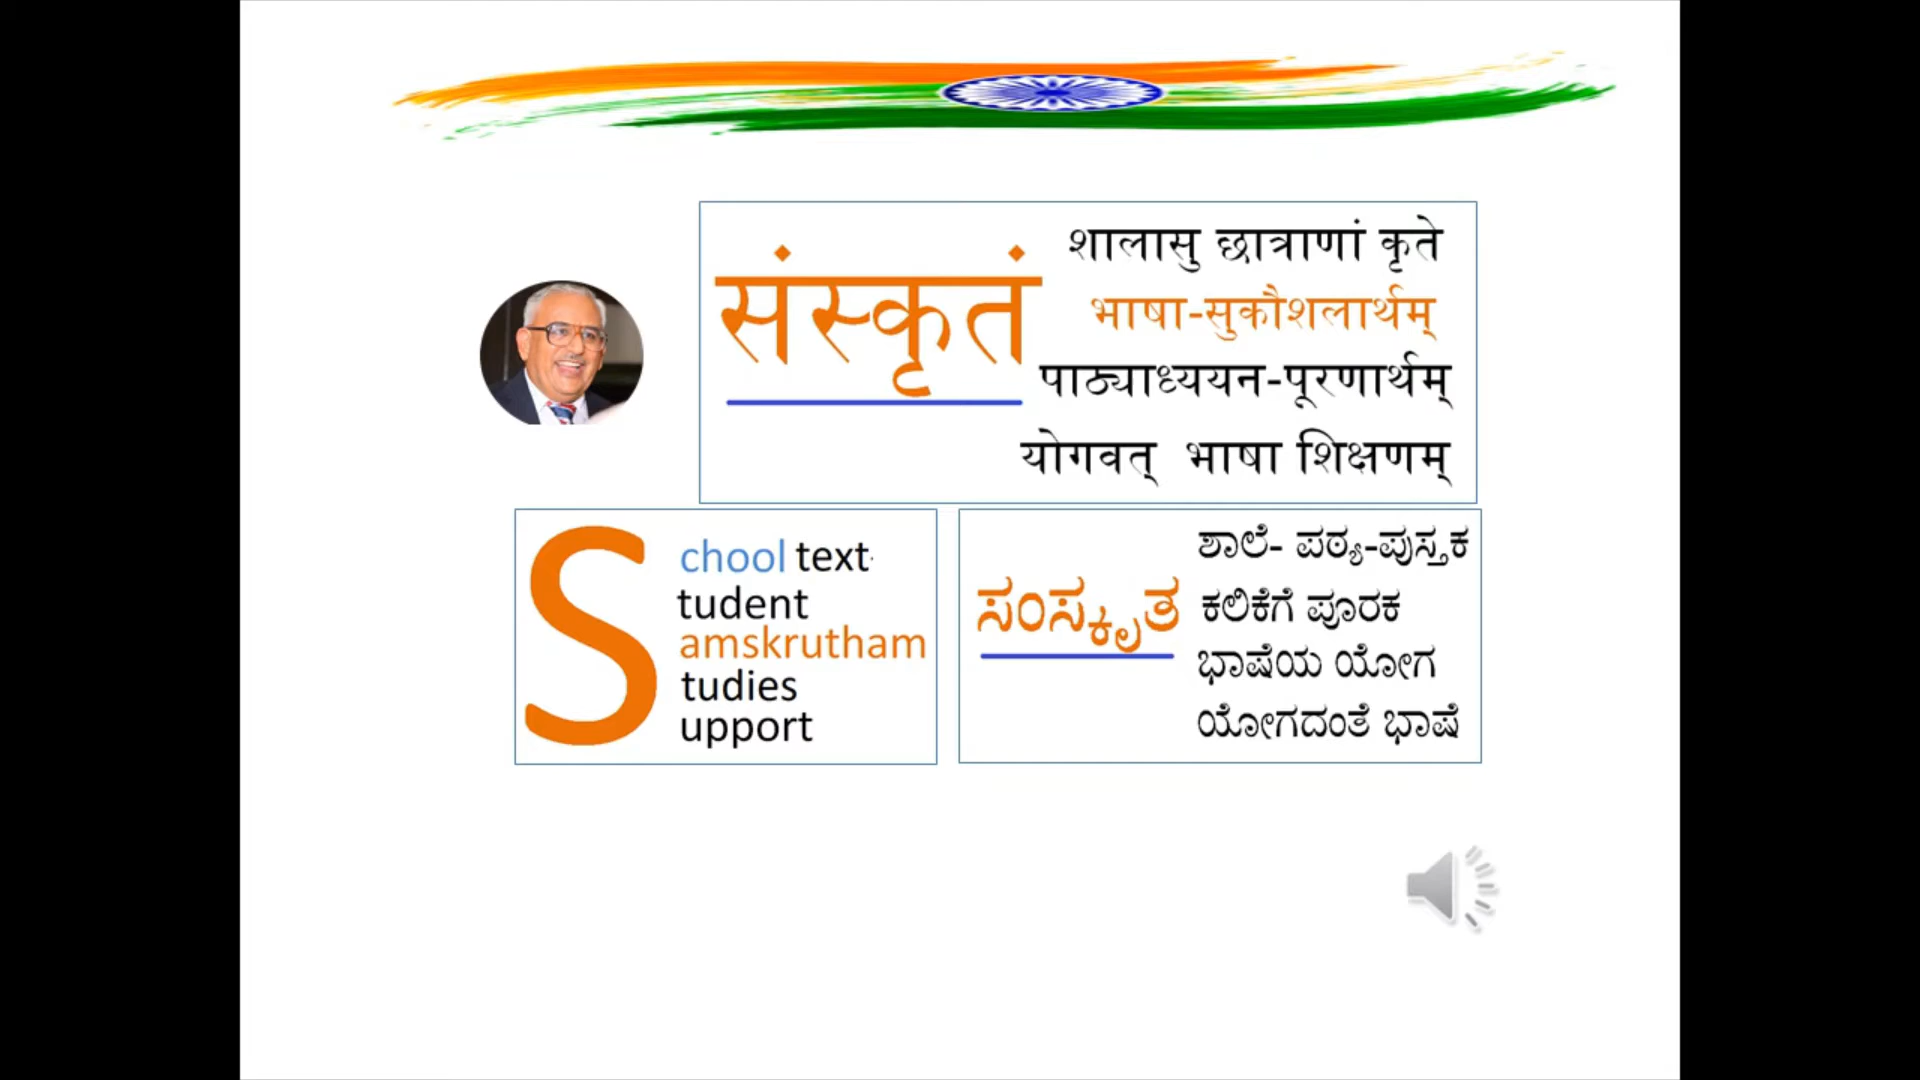 संस्कृतं
शालासु छात्राणां कृते
भाषा-सुकौशलार्थम्
पाठ्याध्ययन-पूरणार्थम्
योगवत् भाषा शिक्षणम्
S
chool text
tudent
amskrutham
tudies
upport
ಸಂಸ್ಕೃತ
ಶಾಲೆ- ಪಠ್ಯ-ಪುಸ್ತಕ
ಕಲಿಕೆಗೆ ಪೂರಕ
ಭಾಷೆಯ ಯೋಗ
ಯೋಗದಂತೆ ಭಾಷೆ